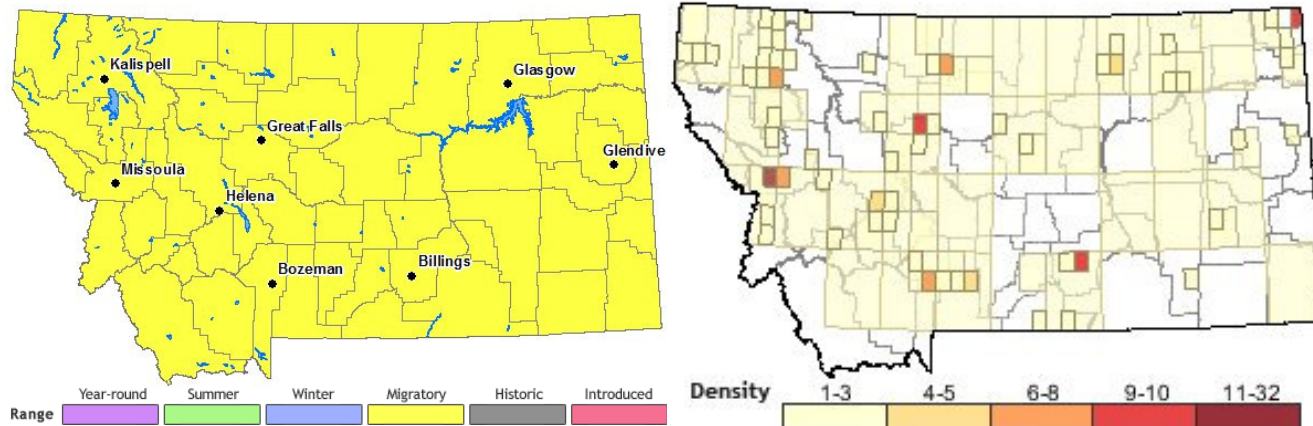 Kalispell
Glasgow
Great Falls
Glendive
Missoula
Helena
Bozeman
Billings
Year-round Summer Winter Migratory Historic Introduced
Range
Density 1-3 4-5 6-8 9-10 11-32